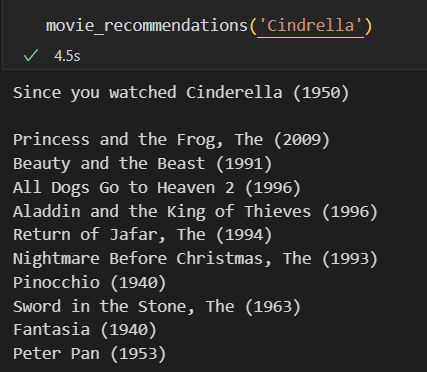 movie_recommendations('Cindrella')
✓ 4.5s
Since you watched Cinderella (1950)
Princess and the Frog, The (2009)
Beauty and the Beast (1991)
All Dogs Go to Heaven 2 (1996)
Aladdin and the King of Thieves (1996)
Return of Jafar, The (1994)
Nightmare Before Christmas, The (1993)
Pinocchio (1940)
Sword in the Stone, The (1963)
Fantasia (1940)
Peter Pan (1953)